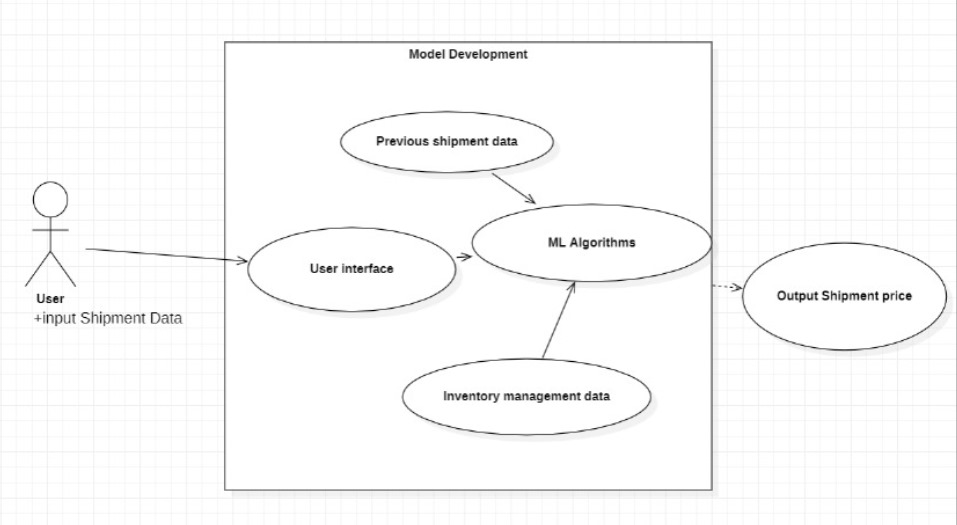 Model Development
Previous shipment data
ML Algorithms
User interface
Output Shipment price
User
+input Shipment Data
Inventory management data